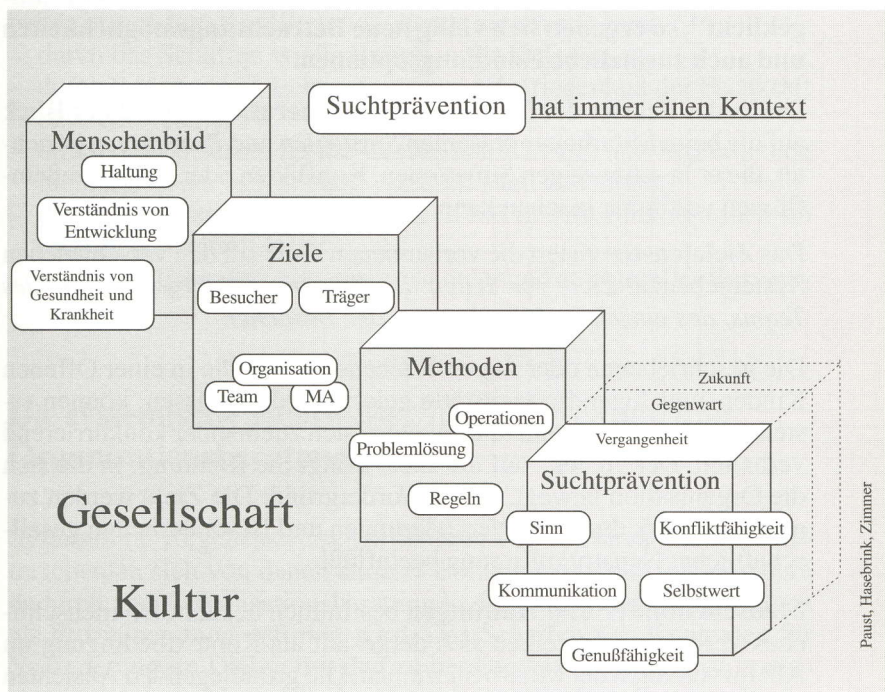 Suchtprävention hat immer einen Kontext
Menschenbild
Haltung
Verständnis von
Entwicklung
Verständnis von
Gesundheit und
Krankheit
Ziele
Besucher
Träger
Organisation
Team
MA
Methoden
Operationen
Problemlösung
Regeln
Zukunft
Gegenwart
Vergangenheit
Suchtprävention
Sinn
Konfliktfähigkeit
Kommunikation
Selbstwert
Genußfähigkeit
Gesellschaft
Kultur
Paust, Hasebrink, Zimmer